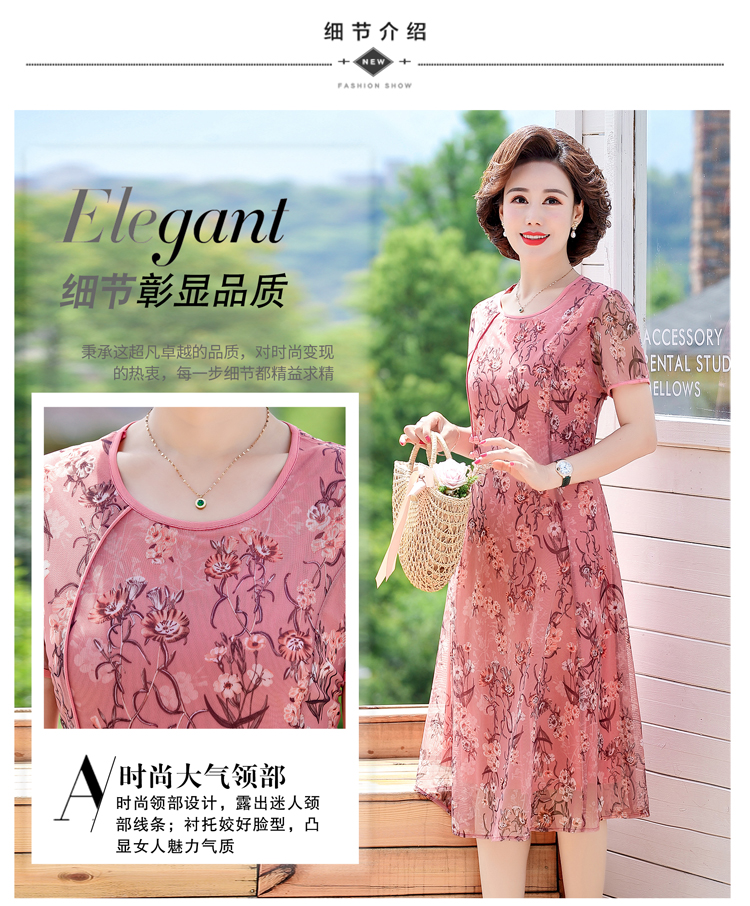 细节介绍
NEW
FASHION SHOW
Elegant
细节彰显品质
秉承这超凡卓越的品质，对时尚变现
的热衷，每一步细节都精益求精
ACCESSORY
DENTAL STUD
FELLOWS
A
时尚大气领部
时尚领部设计，露出迷人颈
部线条；衬托姣好脸型，凸
显女人魅力气质